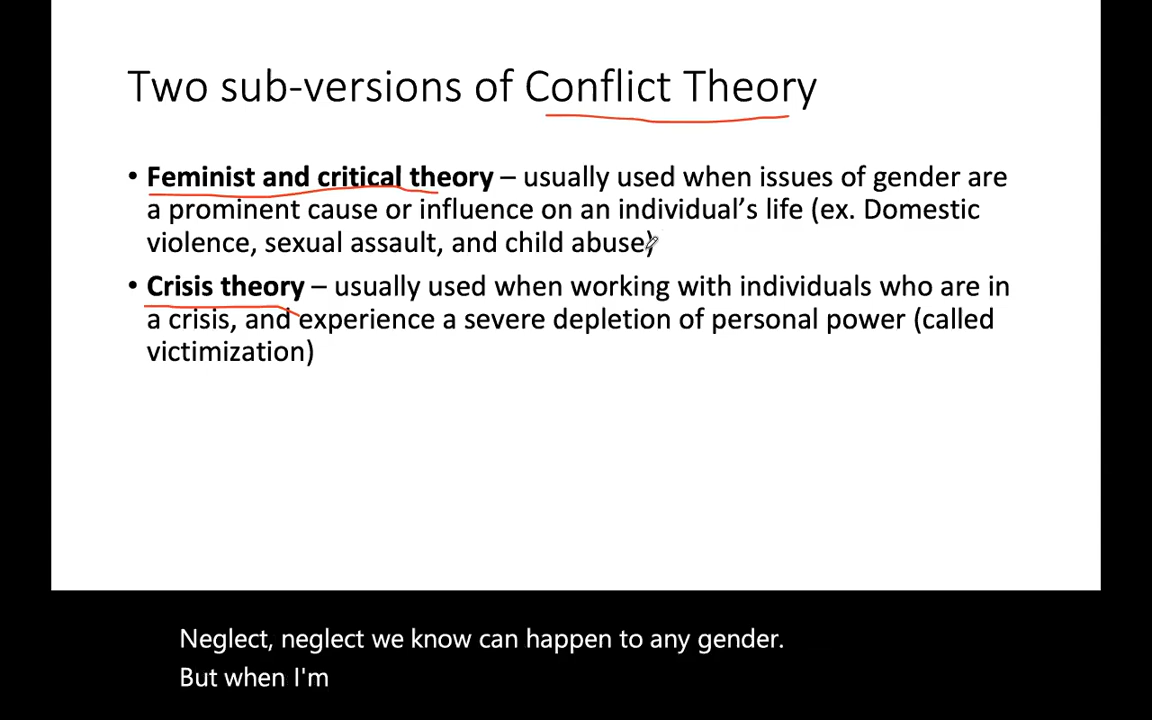 Two sub-versions of Conflict Theory
• Feminist and critical theory – usually used when issues of gender are
a prominent cause or influence on an individual’s life (ex. Domestic
violence, sexual assault, and child abuse)
• Crisis theory – usually used when working with individuals who are in
a crisis, and experience a severe depletion of personal power (called
victimization)
Neglect, neglect we know can happen to any gender.
But when I'm